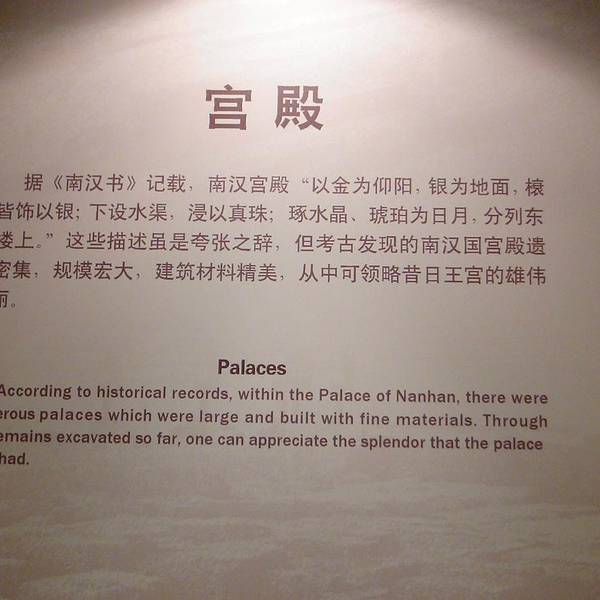 宫殿
据《南汉书》记载，南汉宫殿“以金为仰阳，银为地面，榱
皆饰以银；下设水渠，浸以真珠；琢水晶、琥珀为日月，分列东
楼上。”这些描述虽是夸张之辞，但考古发现的南汉国宫殿遗
密集，规模宏大，建筑材料精美，从中可领略昔日王宫的雄伟
丽。
Palaces
According to historical records, within the Palace of Nanhan, there were
erous palaces which were large and built with fine materials. Through
emains excavated so far, one can appreciate the splendor that the palace
had.